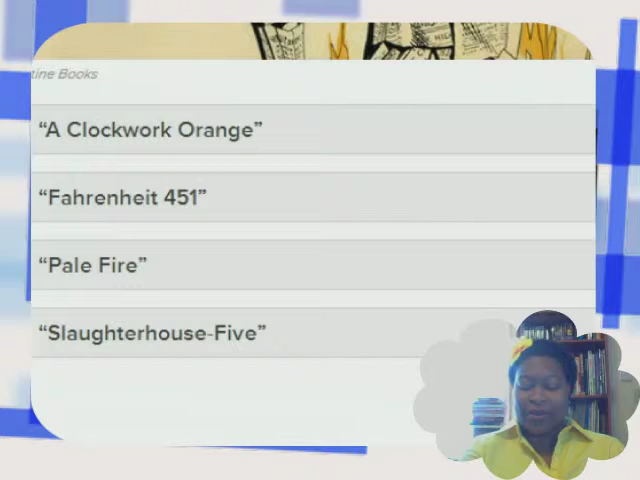 tine Books
“A Clockwork Orange”
“Fahrenheit 451”
“Pale Fire”
“Slaughterhouse-Five”